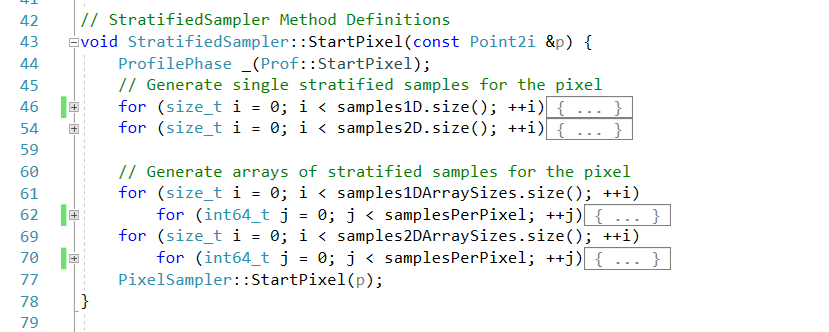 41
42 // StratifiedSampler Method Definitions
43 void StratifiedSampler::StartPixel(const Point2i &p) {
44 ProfilePhase _(Prof::StartPixel);
45 // Generate single stratified samples for the pixel
46 for (size_t i = 0; i < samples1D.size(); ++i) { ... }
54 for (size_t i = 0; i < samples2D.size(); ++i) { ... }
59
60 // Generate arrays of stratified samples for the pixel
61 for (size_t i = 0; i < samples1DArraySizes.size(); ++i)
62 for (int64_t j = 0; j < samplesPerPixel; ++j) { ... }
69 for (size_t i = 0; i < samples2DArraySizes.size(); ++i)
70 for (int64_t j = 0; j < samplesPerPixel; ++j) { ... }
77 PixelSampler::StartPixel(p);
78 }
79